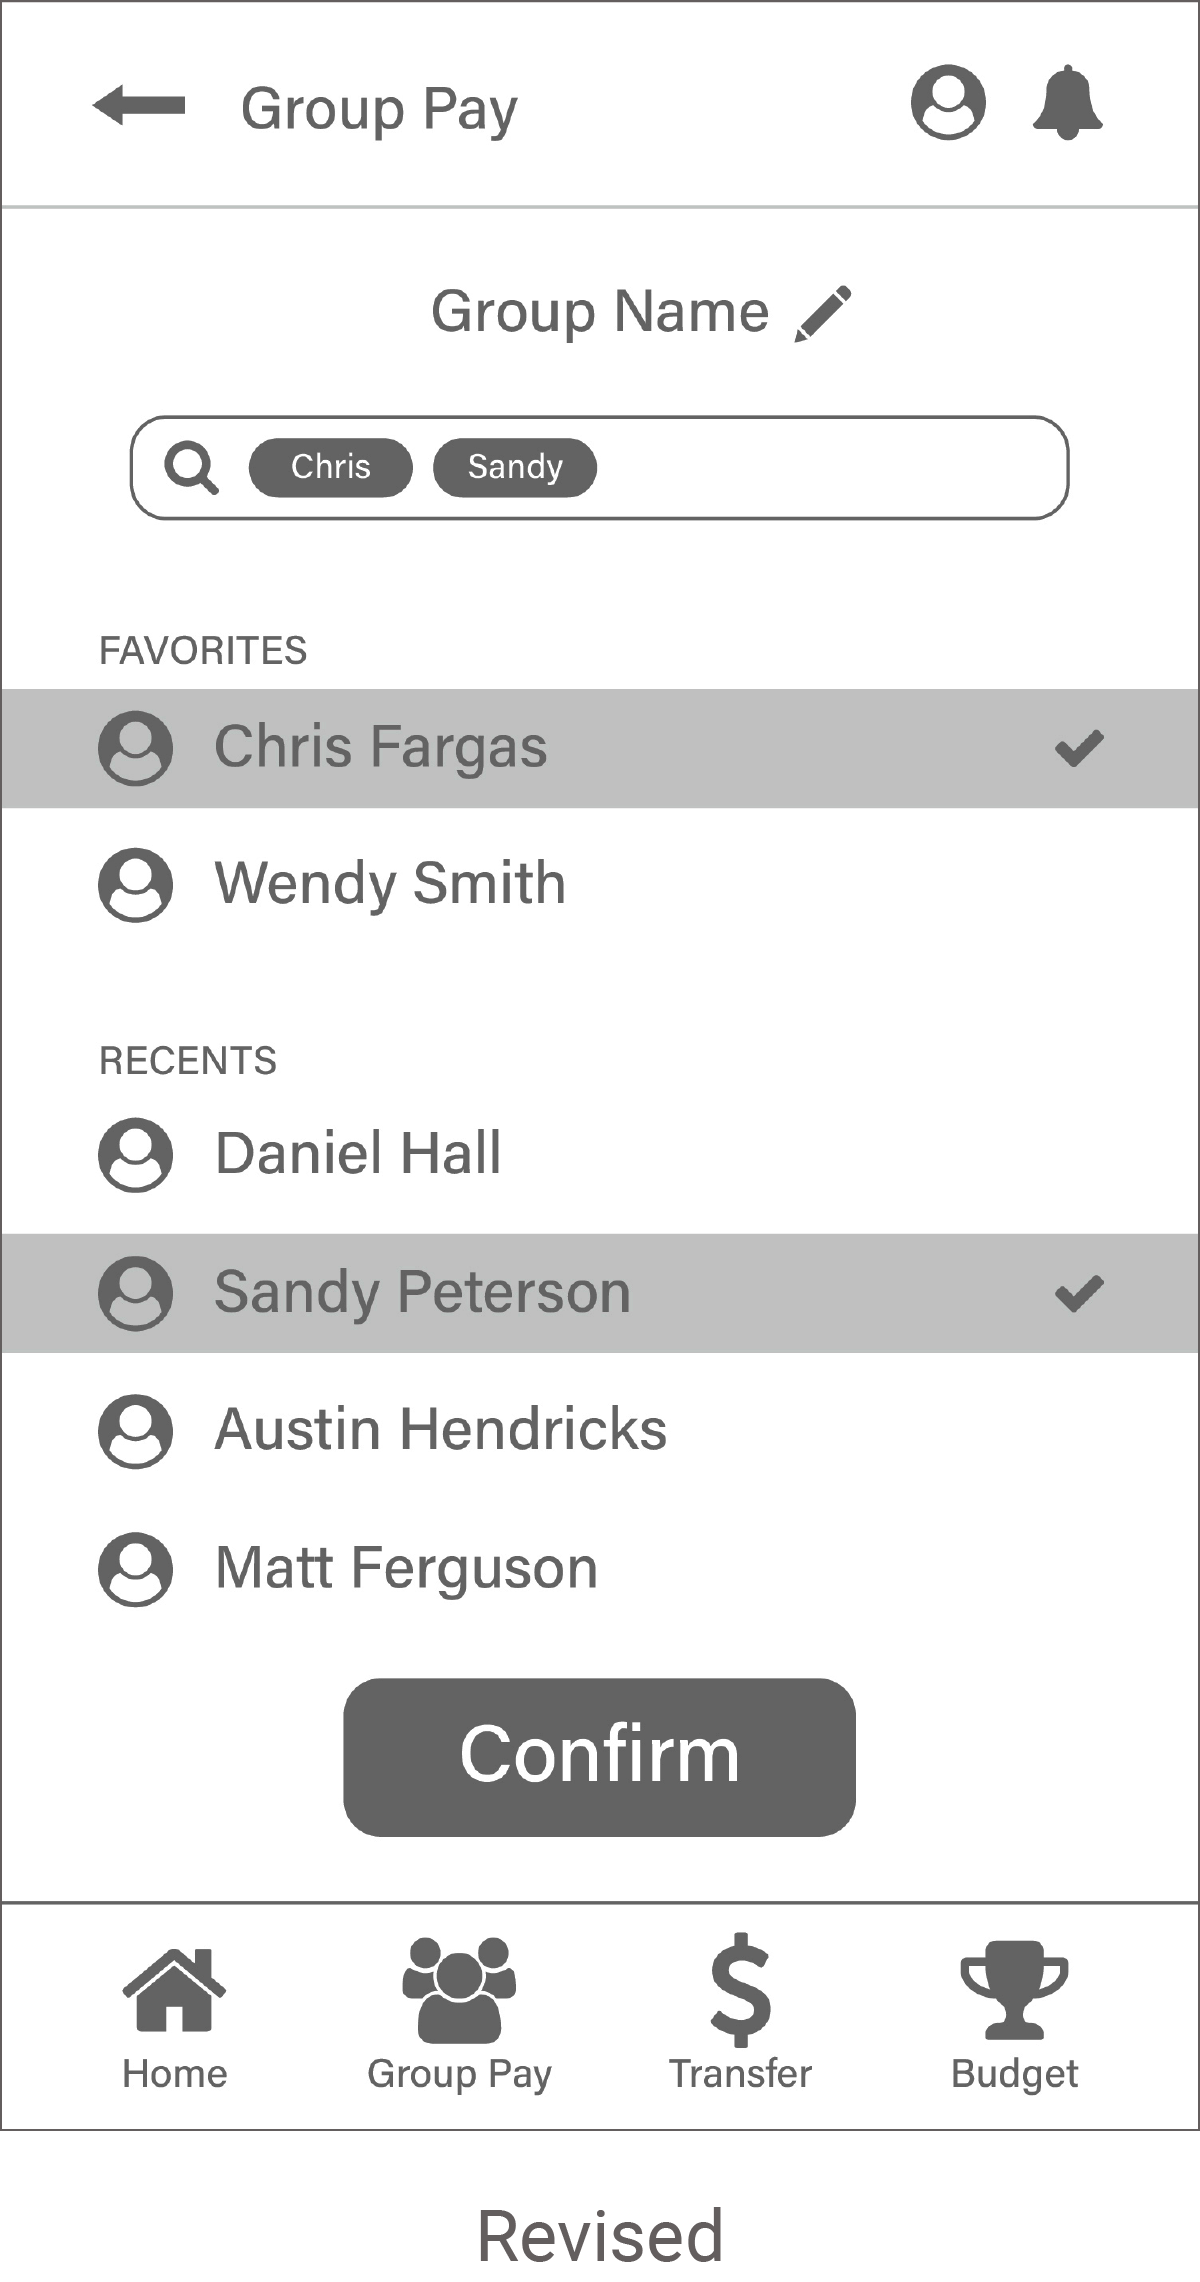 Group Pay
Group Name
Chris Sandy
FAVORITES
Chris Fargas
Wendy Smith
RECENTS
Daniel Hall
Sandy Peterson
Austin Hendricks
Matt Ferguson
Confirm
Home Group Pay Transfer Budget
Revised